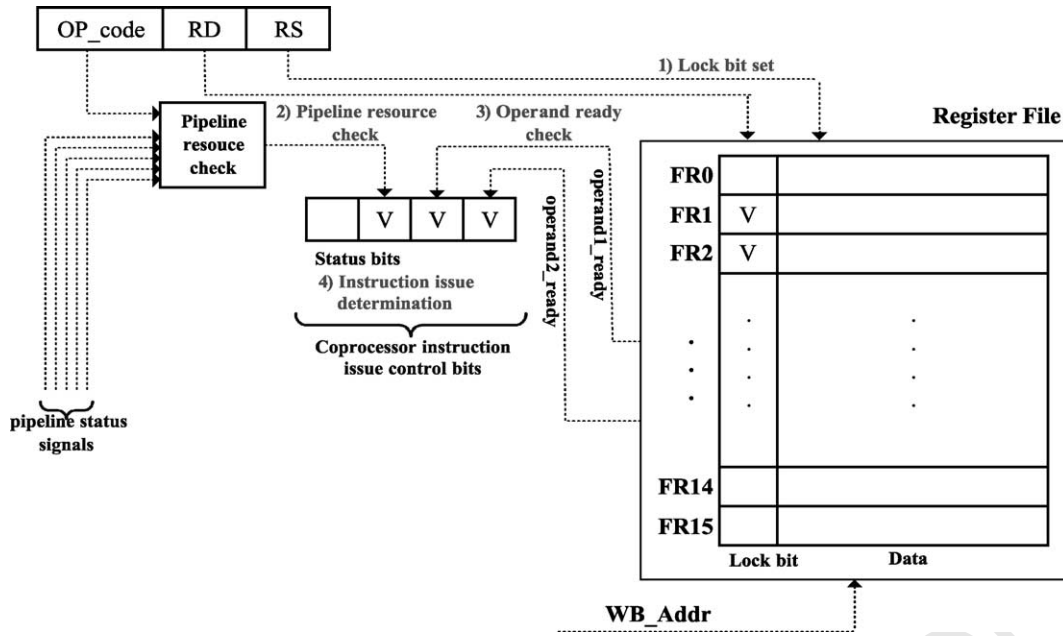 OP_code RD RS
1) Lock bit set
Pipeline
resouce
check
2) Pipeline resource
check
3) Operand ready
check
Register File
operand1_ready
operand2_ready
V V V
Status bits
4) Instruction issue
determination
Coprocessor instruction
issue control bits
pipeline status
signals
FR0
FR1 V
FR2 V
FR14
FR15
Lock bit Data
WB_Addr